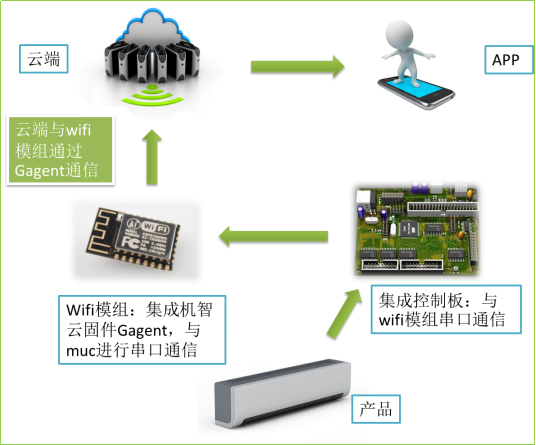 云端
APP
云端与wifi
模组通过
Gagent通信
Ai WiFi
FC
Wifi模组：集成机智
云固件Gagent，与
muc进行串口通信
集成控制板：与
wifi模组串口通信
产品